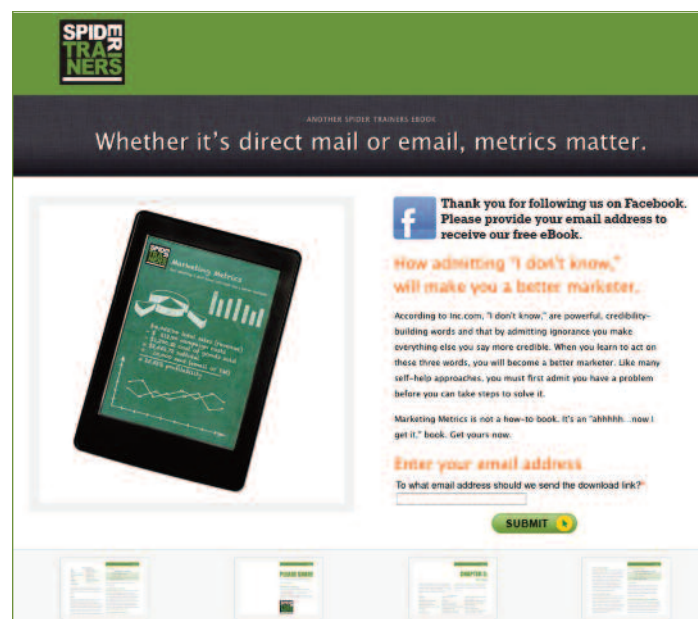 SPIDER
TRAINERS
ANOTHER SPIDER TRAINERS EBOOK
Whether it's direct mail or email, metrics matter.
Thank you for following us on Facebook.
Please provide your email address to
receive our free eBook.
How admitting "I don't know,"
will make you a better marketer.
According to Inc.com, "I don't know," are powerful, credibility-
building words and that by admitting ignorance you make
everything else you say more credible. When you learn to act on
these three words, you will become a better marketer. Like many
self-help approaches, you must first admit you have a problem
before you can take steps to solve it.
Marketing Metrics is not a how-to book. It's an "ahhhhh...now I
get it," book. Get yours now.
Enter your email address
To what email address should we send the download link?*
SUBMIT
Marketing Metrics
PLEASE SHARE